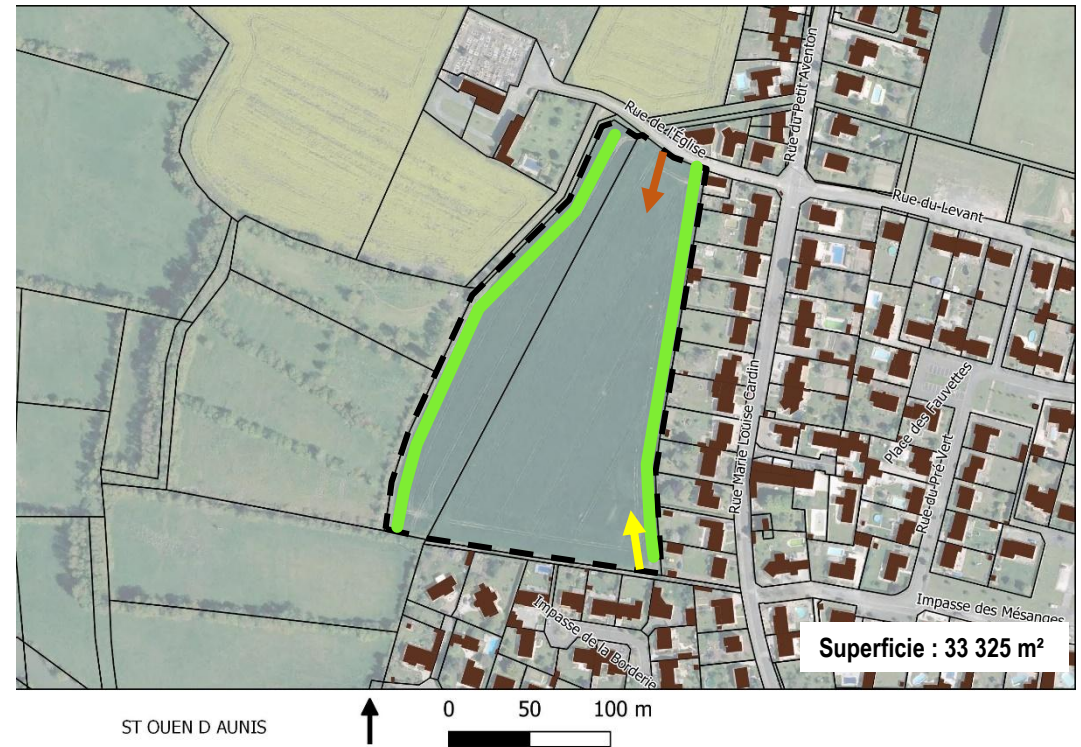 Rue du Petit Aventon
Rue de l'Église
Rue du Levant
Place des Fauvettes
Rue Marie Louise Cardin
Rue du Pré Vert
Impasse des Mésanges
Impasse de la Borderie
Superficie : 33 325 m²
ST OUEN D AUNIS
0 50 100 m